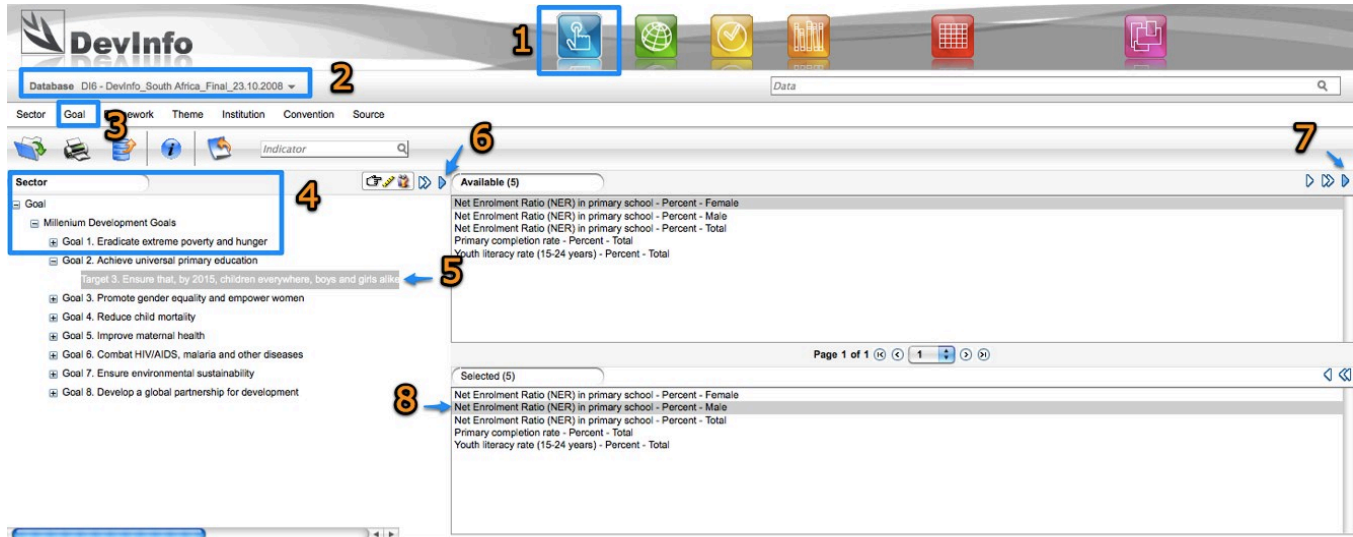 DevInfo
1
Database DI6 - DevInfo_South Africa_Final_23.10.2008
2
Data
Sector Goal Theme Institution Convention Source
3
Indicator
6
7
Sector
4
Available (5)
Goal
Millenium Development Goals
Goal 1. Eradicate extreme poverty and hunger
Goal 2. Achieve universal primary education
Target 3. Ensure that, by 2015, children everywhere, boys and girls alike
5
Goal 3. Promote gender equality and empower women
Goal 4. Reduce child mortality
Goal 5. Improve maternal health
Goal 6. Combat HIV/AIDS, malaria and other diseases
Goal 7. Ensure environmental sustainability
Goal 8. Develop a global partnership for development
Net Enrolment Ratio (NER) in primary school - Percent - Female
Net Enrolment Ratio (NER) in primary school - Percent - Male
Net Enrolment Ratio (NER) in primary school - Percent - Total
Primary completion rate - Percent - Total
Youth literacy rate (15-24 years) - Percent - Total
Page 1 of 1 1
Selected (5)
8
Net Enrolment Ratio (NER) in primary school - Percent - Female
Net Enrolment Ratio (NER) in primary school - Percent - Male
Net Enrolment Ratio (NER) in primary school - Percent - Total
Primary completion rate - Percent - Total
Youth literacy rate (15-24 years) - Percent - Total